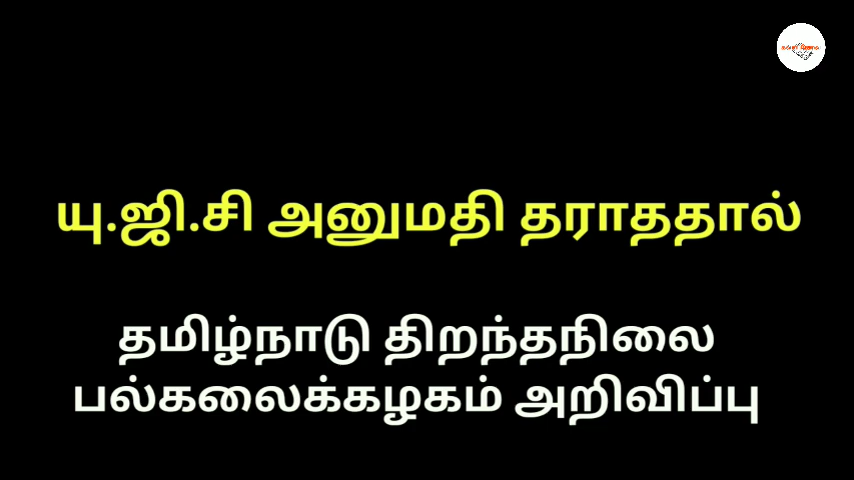 யு.ஜி.சி அனுமதி தராததால்
தமிழ்நாடு திறந்தநிலை
பல்கலைக்கழகம் அறிவிப்பு